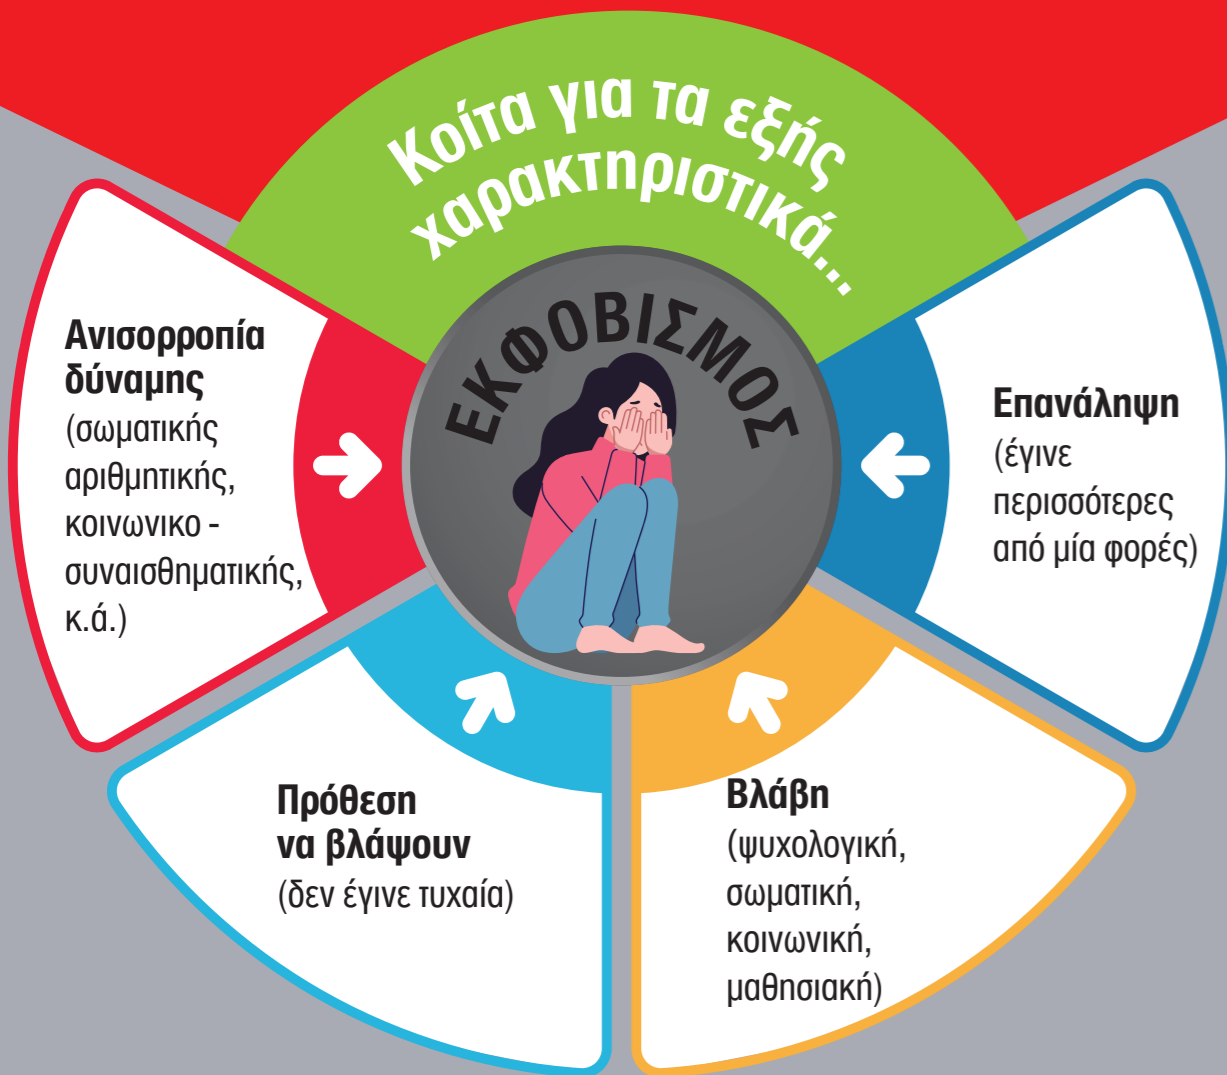 Κοίτα για τα εξής
χαρακτηριστικά...
ΕΚΦΟΒΙΣΜΟΣ
Ανισορροπία
δύναμης
(σωματικής
αριθμητικής,
κοινωνικο -
συναισθηματικής,
κ.ά.)
Πρόθεση
να βλάψουν
(δεν έγινε τυχαία)
Βλάβη
(ψυχολογική,
σωματική,
κοινωνική,
μαθησιακή)
Επανάληψη
(έγινε
περισσότερες
από μία φορές)